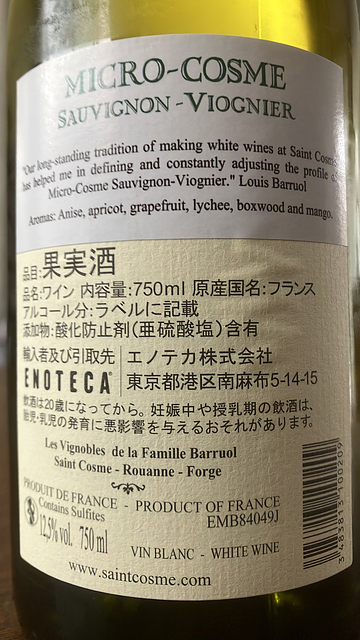 MICRO-COSME
SAUVIGNON-VIOGNIER
"Our long-standing tradition of making white wines at Saint Cosme
has helped me in defining and constantly adjusting the profile of
Micro-Cosme Sauvignon-Viognier." Louis Barruol
Aromas: Anise, apricot, grapefruit, lychee, boxwood and mango.
品目:果実酒
品名:ワイン 内容量:750ml 原産国名:フランス
アルコール分:ラベルに記載
添加物:酸化防止剤(亜硫酸塩)含有
輸入者及び引取先 エノテカ株式会社
ENOTECA® 東京都港区南麻布5-14-15
飲酒は20歳になってから。妊娠中や授乳期の飲酒は、
胎児・乳児の発育に悪影響を与えるおそれがあります。
Les Vignobles de la Famille Barruol
Saint Cosme - Rouanne - Forge
PRODUIT DE FRANCE - PRODUCT OF FRANCE
Contains Sulfites EMB84049J
12,5% vol. 750 ml
VIN BLANC - WHITE WINE
www.saintcosme.com
3 483813 100209